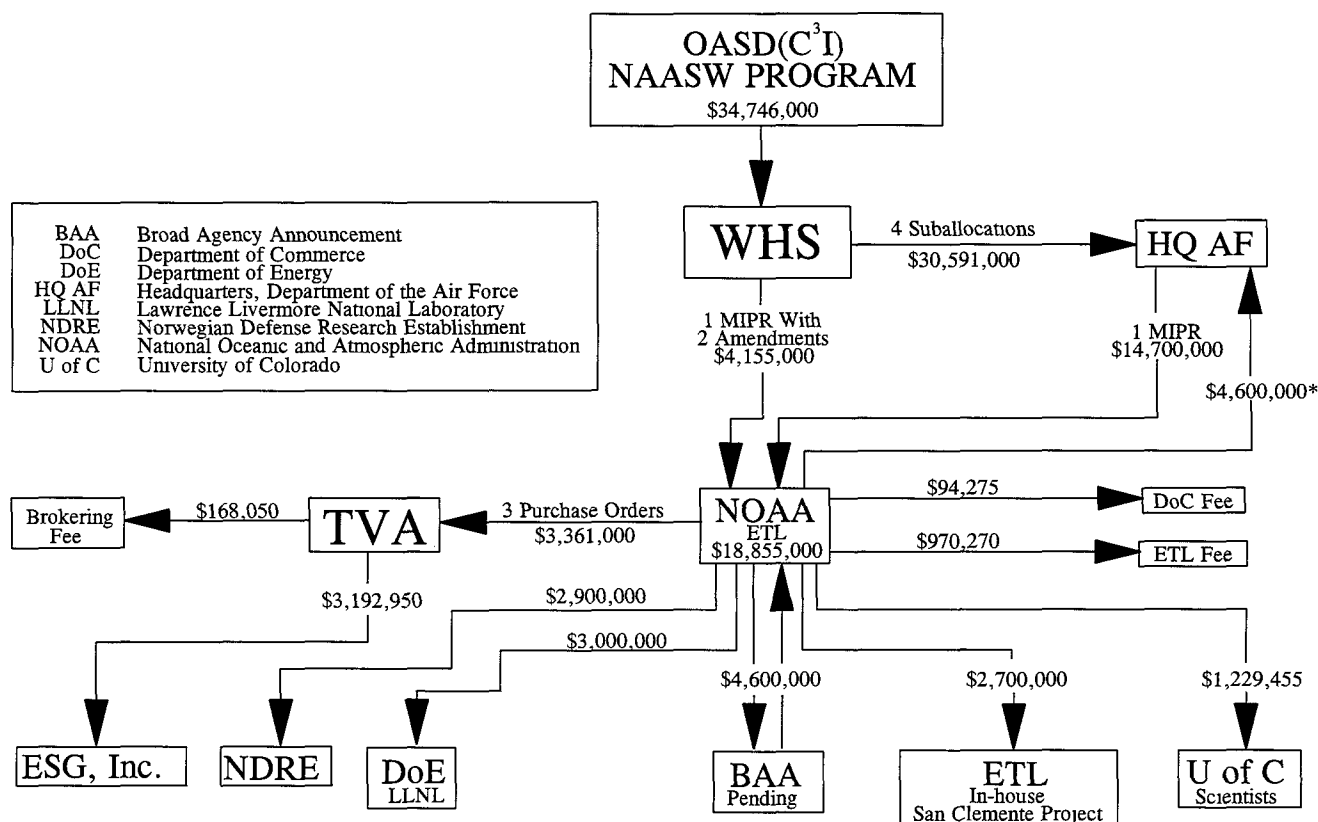 OASD(C³I)
NAASW PROGRAM
$34,746,000
WHS
4 Suballocations
$30,591,000
HQ AF
BAA Broad Agency Announcement
DoC Department of Commerce
DoE Department of Energy
HQ AF Headquarters, Department of the Air Force
LLNL Lawrence Livermore National Laboratory
NDRE Norwegian Defense Research Establishment
NOAA National Oceanic and Atmospheric Administration
U of C University of Colorado
1 MIPR With
2 Amendments
$4,155,000
1 MIPR
$14,700,000
$4,600,000*
Brokering
Fee
$168,050
TVA
3 Purchase Orders
$3,361,000
NOAA
ETL
$18,855,000
$94,275
DoC Fee
$970,270
ETL Fee
$3,192,950
$2,900,000
$3,000,000
$4,600,000
$2,700,000
$1,229,455
ESG, Inc.
NDRE
DoE
LLNL
BAA
Pending
ETL
In-house
San Clemente Project
U of C
Scientists